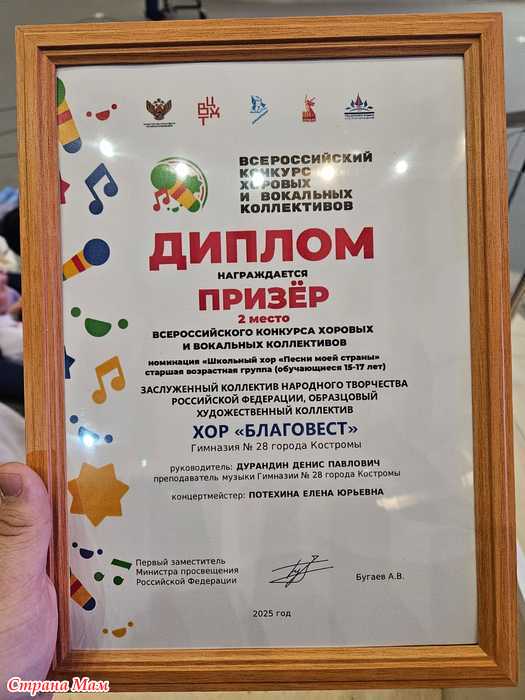 ВСЕРОССИЙСКИЙ
КОНКУРС
ХОРОВЫХ
И ВОКАЛЬНЫХ
КОЛЛЕКТИВОВ
ДИПЛОМ
НАГРАЖДАЕТСЯ
ПРИЗЁР
2 место
ВСЕРОССИЙСКОГО КОНКУРСА ХОРОВЫХ
И ВОКАЛЬНЫХ КОЛЛЕКТИВОВ
номинация «Школьный хор «Песни моей страны»
старшая возрастная группа (обучающиеся 15-17 лет)
ЗАСЛУЖЕННЫЙ КОЛЛЕКТИВ НАРОДНОГО ТВОРЧЕСТВА
РОССИЙСКОЙ ФЕДЕРАЦИИ, ОБРАЗЦОВЫЙ
ХУДОЖЕСТВЕННЫЙ КОЛЛЕКТИВ
ХОР «БЛАГОВЕСТ»
Гимназия № 28 города Костромы
руководитель: ДУРАНДИН ДЕНИС ПАВЛОВИЧ
преподаватель музыки Гимназии № 28 города Костромы
концертмейстер: ПОТЕХИНА ЕЛЕНА ЮРЬЕВНА
Первый заместитель
Министра просвещения
Российской Федерации
Бугаев А.В.
2025 год
Страна Мам